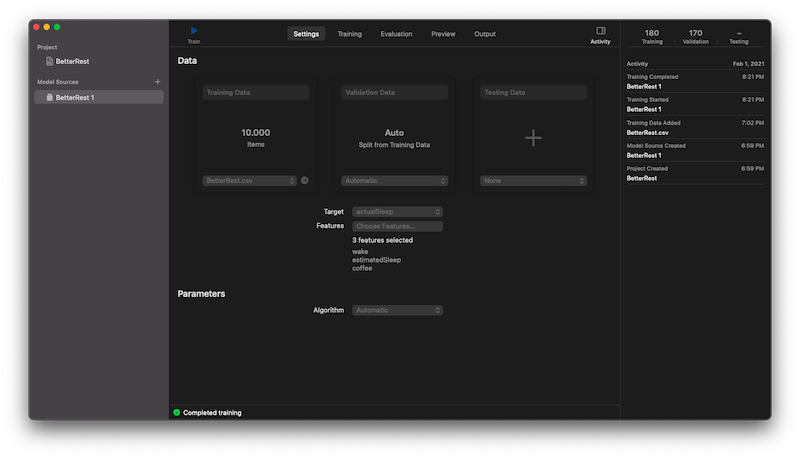 Project
BetterRest
Model Sources
+
BetterRest 1
Train
Settings
Training
Evaluation
Preview
Output
Activity
Data
Training Data
10.000
Items
BetterRest.csv
Validation Data
Auto
Split from Training Data
Automatic
Testing Data
None
Target
actualSleep
Features
Choose Features...
3 features selected
wake
estimatedSleep
coffee
Parameters
Algorithm
Automatic
Completed training
180
Training
170
Validation
--
Testing
Activity
Feb 1, 2021
Training Completed
8:21 PM
BetterRest 1
Training Started
8:21 PM
BetterRest 1
Training Data Added
7:02 PM
BetterRest.csv
Model Source Created
6:59 PM
BetterRest 1
Project Created
6:59 PM
BetterRest